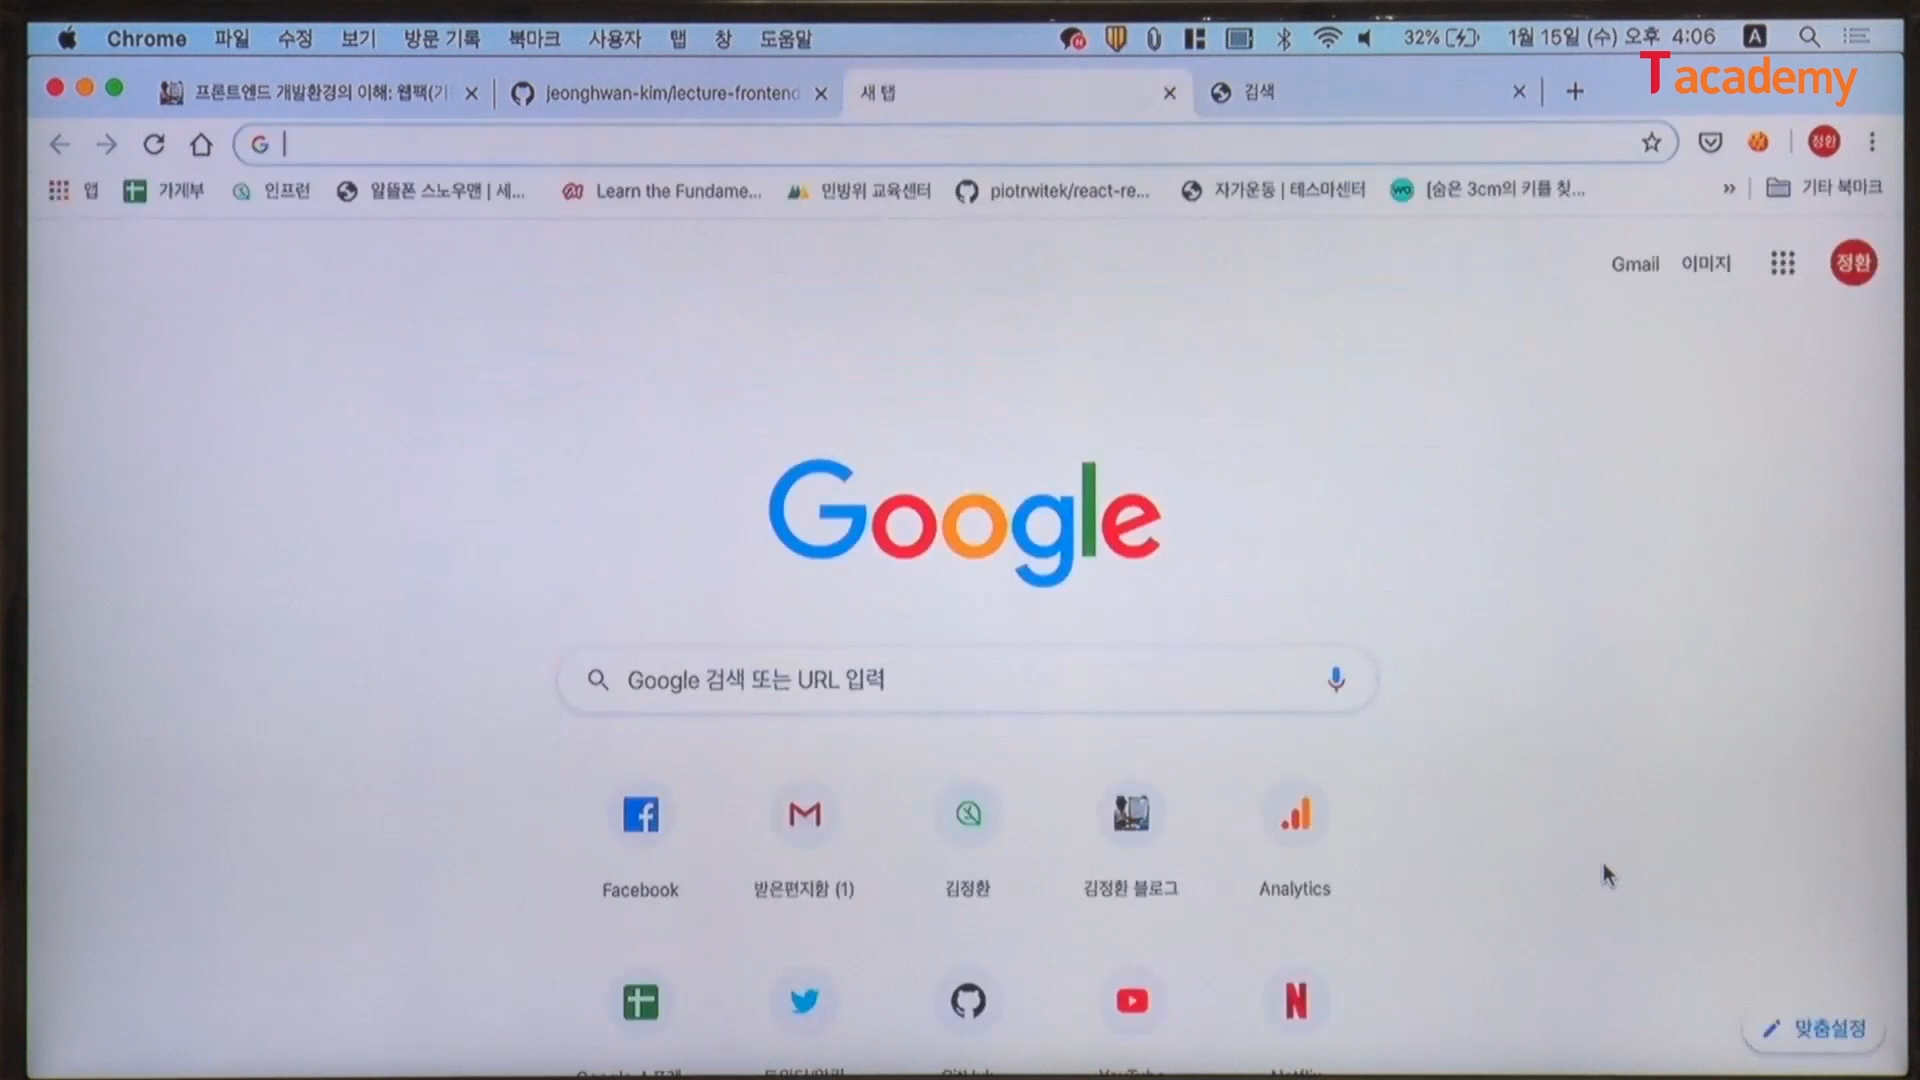 Chrome 파일 수정 보기 방문 기록 북마크 사용자 탭 창 도움말 32% 1월 15일 (수) 오후 4:06 A
Tacademy
프론트엔드 개발환경의 이해: 웹팩(기 jeonghwan-kim/lecture-frontend 새 탭 검색
정환
앱 가계부 인프런 알뜰폰 스노우맨 | 세... Learn the Fundame... 민방위 교육센터 piotrwitek/react-re... 자가운동 | 테스마센터 wo [숨은 3cm의 키를 찾... » 기타 북마크
Gmail 이미지 정환
Google
Google 검색 또는 URL 입력
Facebook 받은편지함 (1) 김정환 김정환 블로그 Analytics
맞춤설정